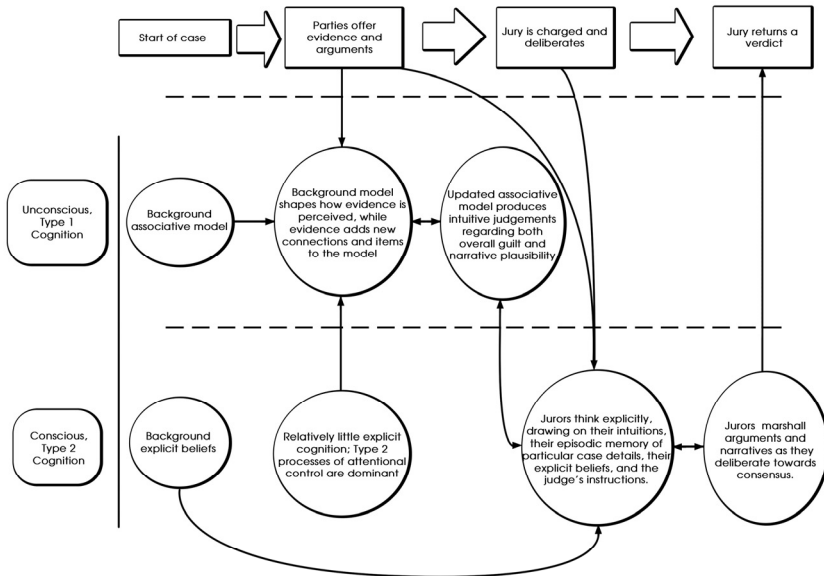 Start of case
Parties offer
evidence and
arguments
Jury is charged and
deliberates
Jury returns a
verdict
Unconscious,
Type 1
Cognition
Background
associative model
Background model
shapes how evidence is
perceived, while
evidence adds new
connections and items
to the model
Updated associative
model produces
intuitive judgements
regarding both
overall guilt and
narrative plausibility
Conscious,
Type 2
Cognition
Background
explicit beliefs
Relatively little explicit
cognition; Type 2
processes of attentional
control are dominant
Jurors think explicitly,
drawing on their intuitions,
their episodic memory of
particular case details, their
explicit beliefs, and the
judge's instructions.
Jurors marshall
arguments and
narratives as they
deliberate towards
consensus.